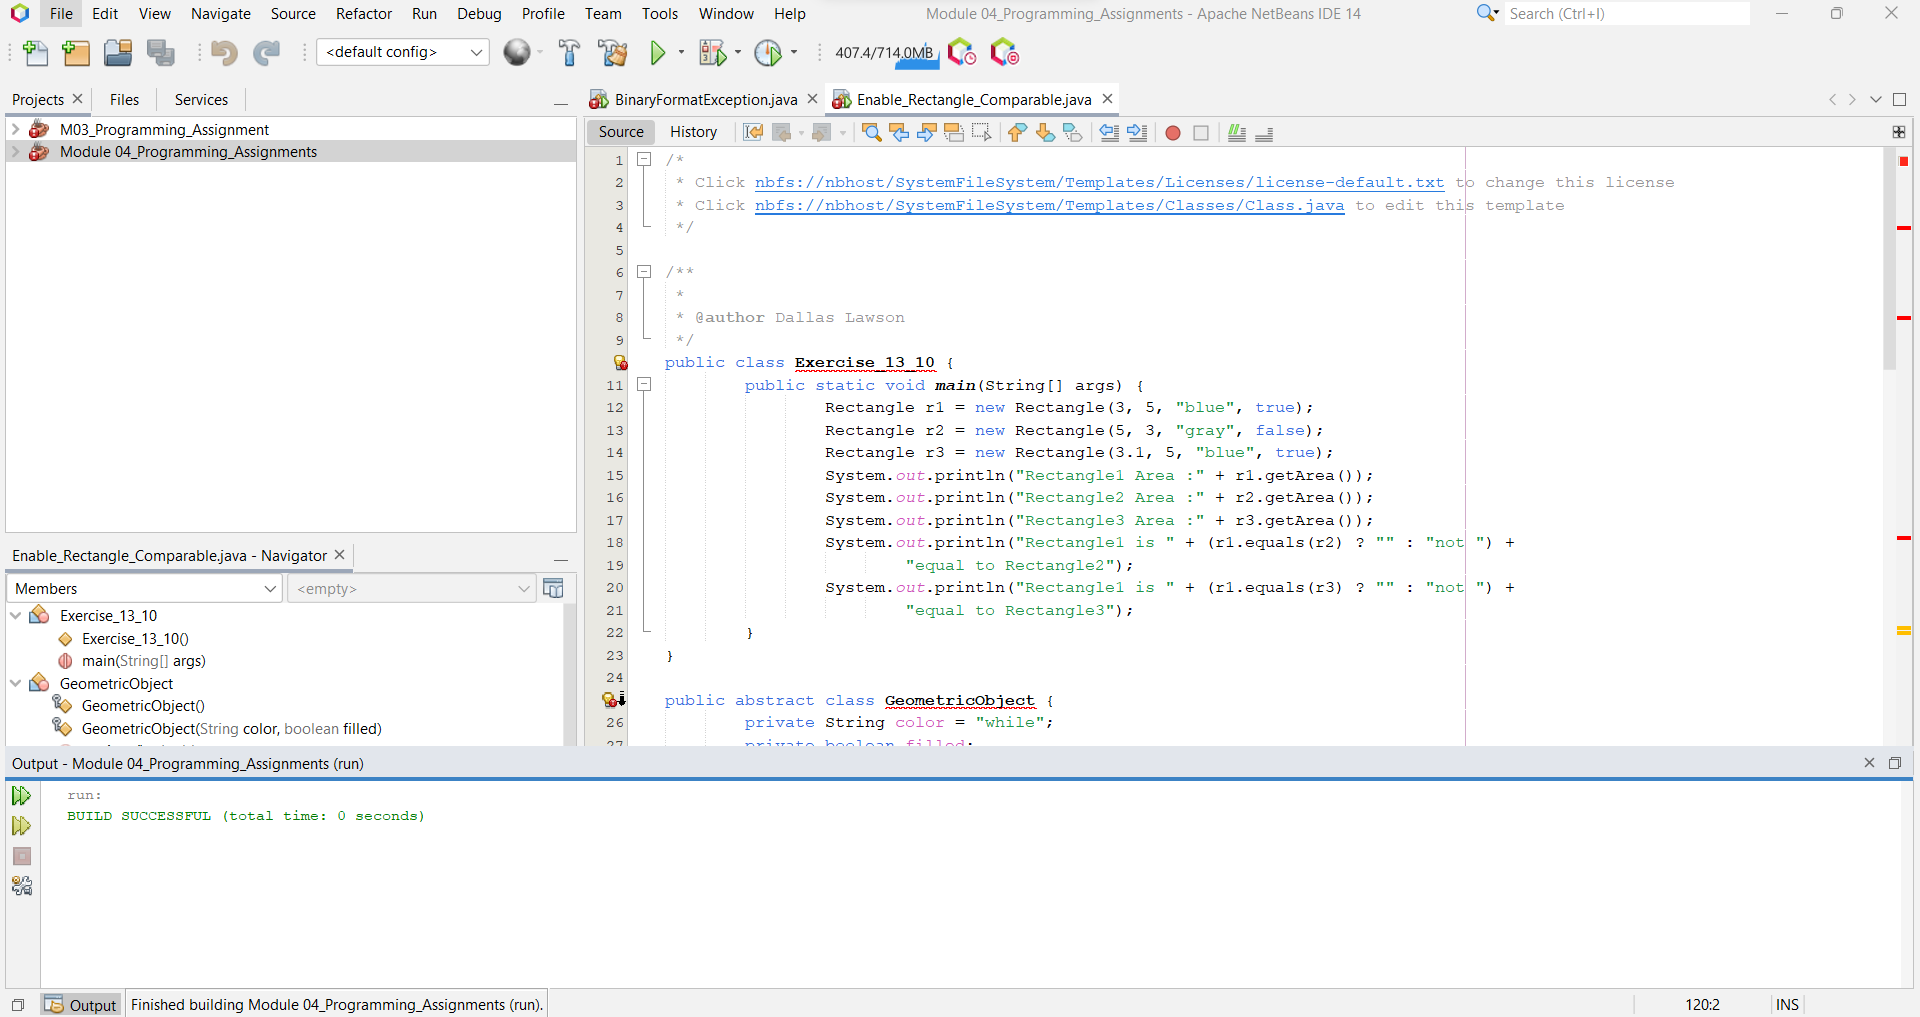 File Edit View Navigate Source Refactor Run Debug Profile Team Tools Window Help
Module 04_Programming_Assignments - Apache NetBeans IDE 14
Search (Ctrl+I)
<default config>
407.4/714.0MB
Projects
Files
Services
BinaryFormatException.java
Enable_Rectangle_Comparable.java
M03_Programming_Assignment
Module 04_Programming_Assignments
Source
History
1 /*
2 * Click nbfs://nbhost/SystemFileSystem/Templates/Licenses/license-default.txt to change this license
3 * Click nbfs://nbhost/SystemFileSystem/Templates/Classes/Class.java to edit this template
4 */
5
6 /**
7 *
8 * @author Dallas Lawson
9 */
public class Exercise_13_10 {
11 public static void main(String[] args) {
12 Rectangle r1 = new Rectangle(3, 5, "blue", true);
13 Rectangle r2 = new Rectangle(5, 3, "gray", false);
14 Rectangle r3 = new Rectangle(3.1, 5, "blue", true);
15 System.out.println("Rectangle1 Area :" + r1.getArea());
16 System.out.println("Rectangle2 Area :" + r2.getArea());
17 System.out.println("Rectangle3 Area :" + r3.getArea());
18 System.out.println("Rectangle1 is " + (r1.equals(r2) ? "" : "not ") +
19 "equal to Rectangle2");
20 System.out.println("Rectangle1 is " + (r1.equals(r3) ? "" : "not ") +
21 "equal to Rectangle3");
22 }
23 }
24
public abstract class GeometricObject {
26 private String color = "while";
27 private boolean filled;
Enable_Rectangle_Comparable.java - Navigator
Members
<empty>
Exercise_13_10
Exercise_13_10()
main(String[] args)
GeometricObject
GeometricObject()
GeometricObject(String color, boolean filled)
Output - Module 04_Programming_Assignments (run)
run:
BUILD SUCCESSFUL (total time: 0 seconds)
Output
Finished building Module 04_Programming_Assignments (run).
120:2
INS